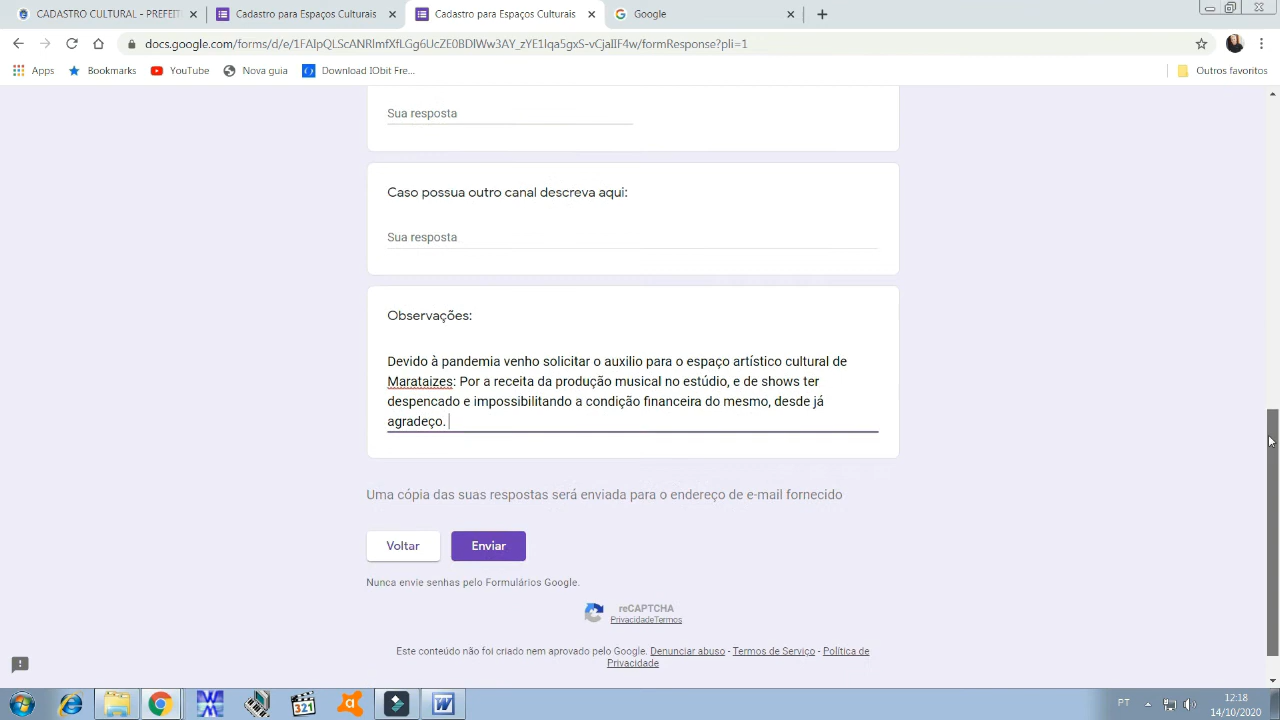 CADASTRO CULTURAL - PREFEIT
Cadastro para Espaços Culturais
Cadastro para Espaços Culturais
Google
docs.google.com/forms/d/e/1FAIpQLScANRlmfXfLGg6UcZE0BDlWw3AY_zYE1lqa5gxS-vCjaIIF4w/formResponse?pli=1
Apps
Bookmarks
YouTube
Nova guia
Download IObit Fre...
Outros favoritos
Sua resposta
Caso possua outro canal descreva aqui:
Sua resposta
Observações:
Devido à pandemia venho solicitar o auxilio para o espaço artístico cultural de
Marataizes: Por a receita da produção musical no estúdio, e de shows ter
despencado e impossibilitando a condição financeira do mesmo, desde já
agradeço.
Uma cópia das suas respostas será enviada para o endereço de e-mail fornecido
Voltar
Enviar
Nunca envie senhas pelo Formulários Google.
reCAPTCHA
PrivacidadeTermos
Este conteúdo não foi criado nem aprovado pelo Google. Denunciar abuso - Termos de Serviço - Política de
Privacidade
321
PT
12:18
14/10/2020